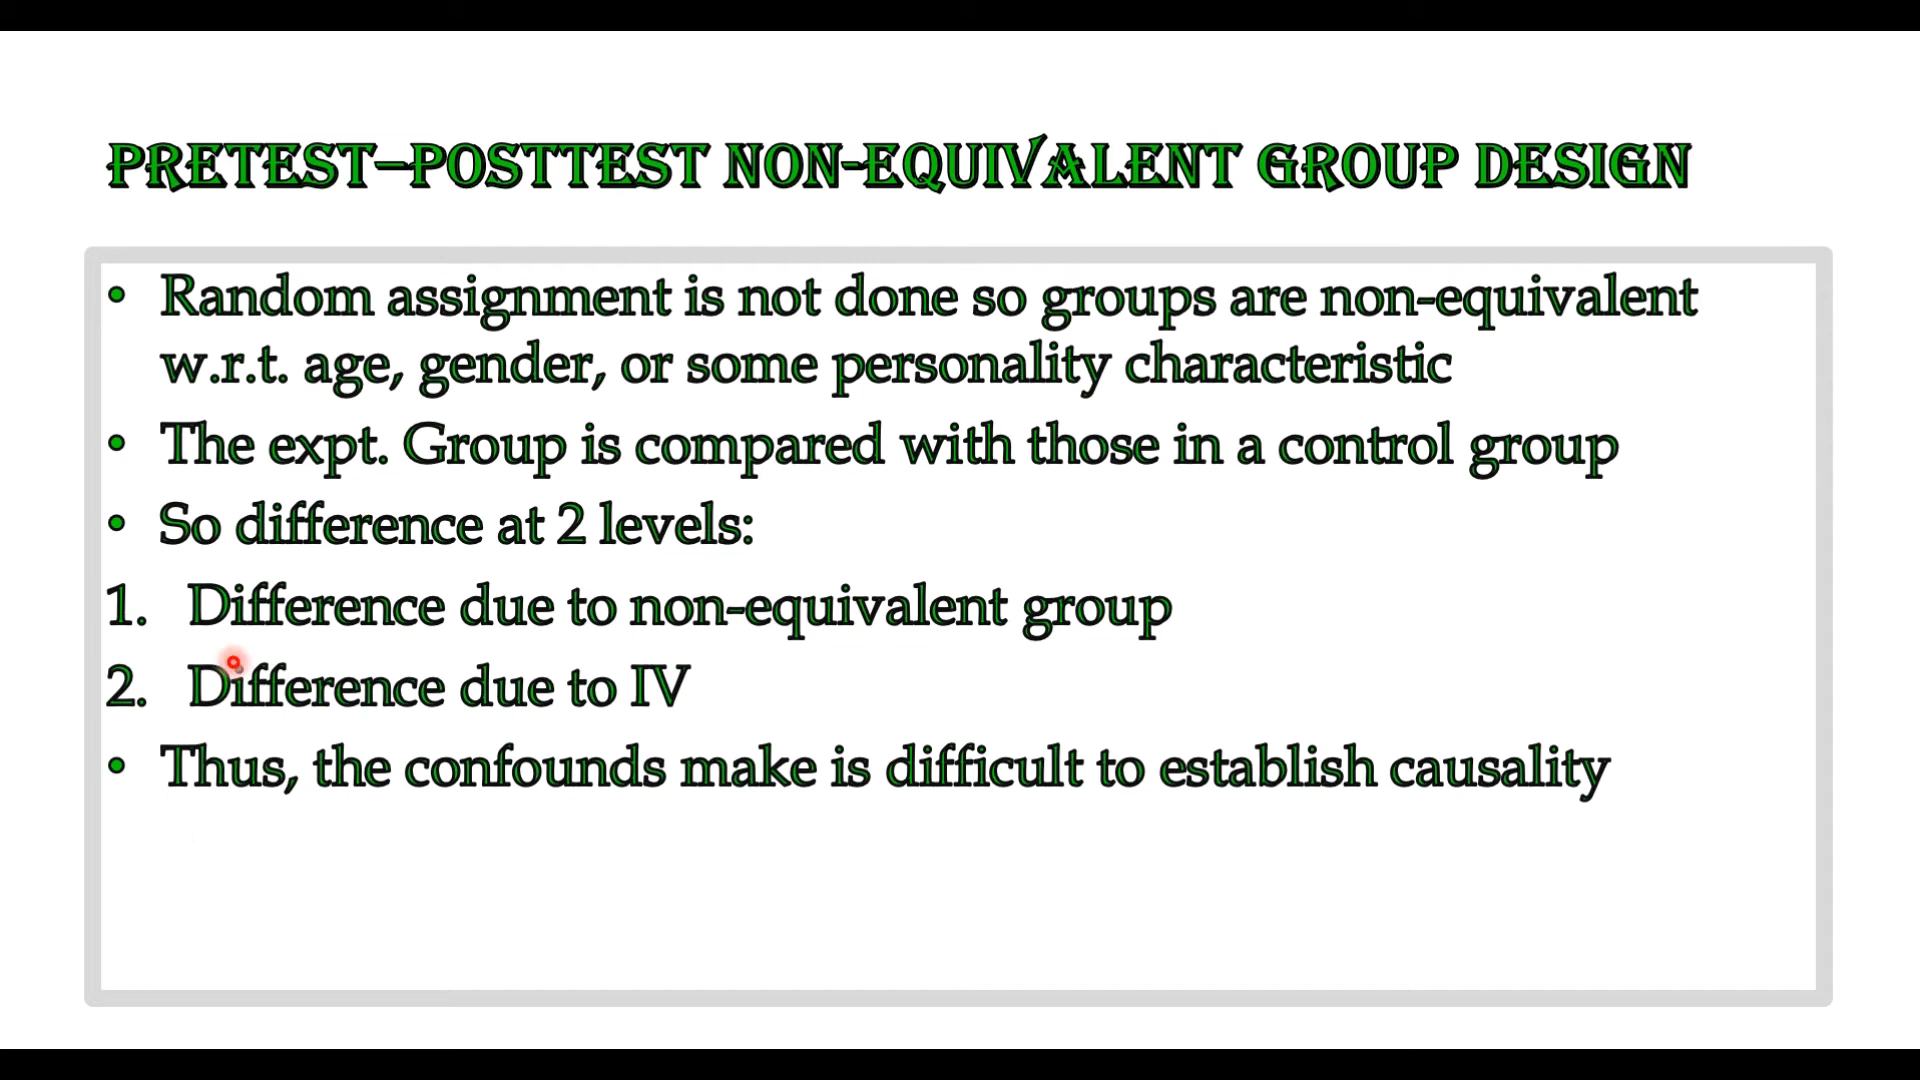 PRETEST–POSTTEST NON-EQUIVALENT GROUP DESIGN
• Random assignment is not done so groups are non-equivalent
w.r.t. age, gender, or some personality characteristic
• The expt. Group is compared with those in a control group
• So difference at 2 levels:
1. Difference due to non-equivalent group
2. Difference due to IV
• Thus, the confounds make is difficult to establish causality